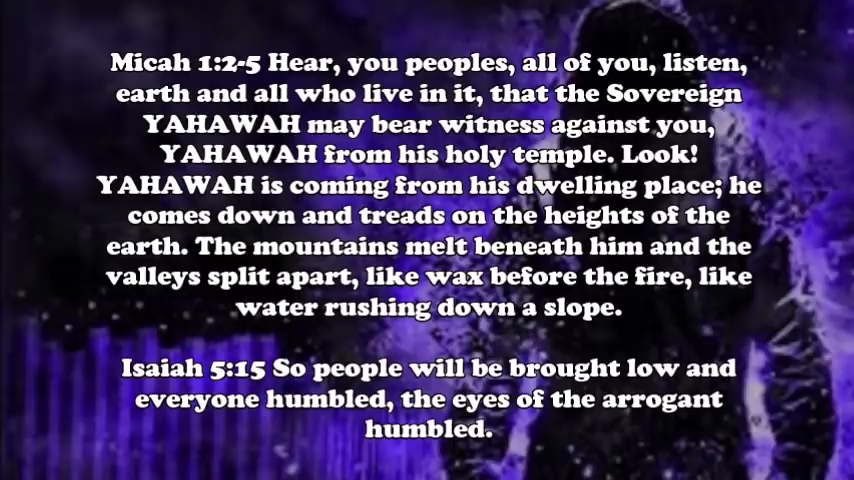 Micah 1:2-5 Hear, you peoples, all of you, listen,
earth and all who live in it, that the Sovereign
YAHAWAH may bear witness against you,
YAHAWAH from his holy temple. Look!
YAHAWAH is coming from his dwelling place; he
comes down and treads on the heights of the
earth. The mountains melt beneath him and the
valleys split apart, like wax before the fire, like
water rushing down a slope.
Isaiah 5:15 So people will be brought low and
everyone humbled, the eyes of the arrogant
humbled.